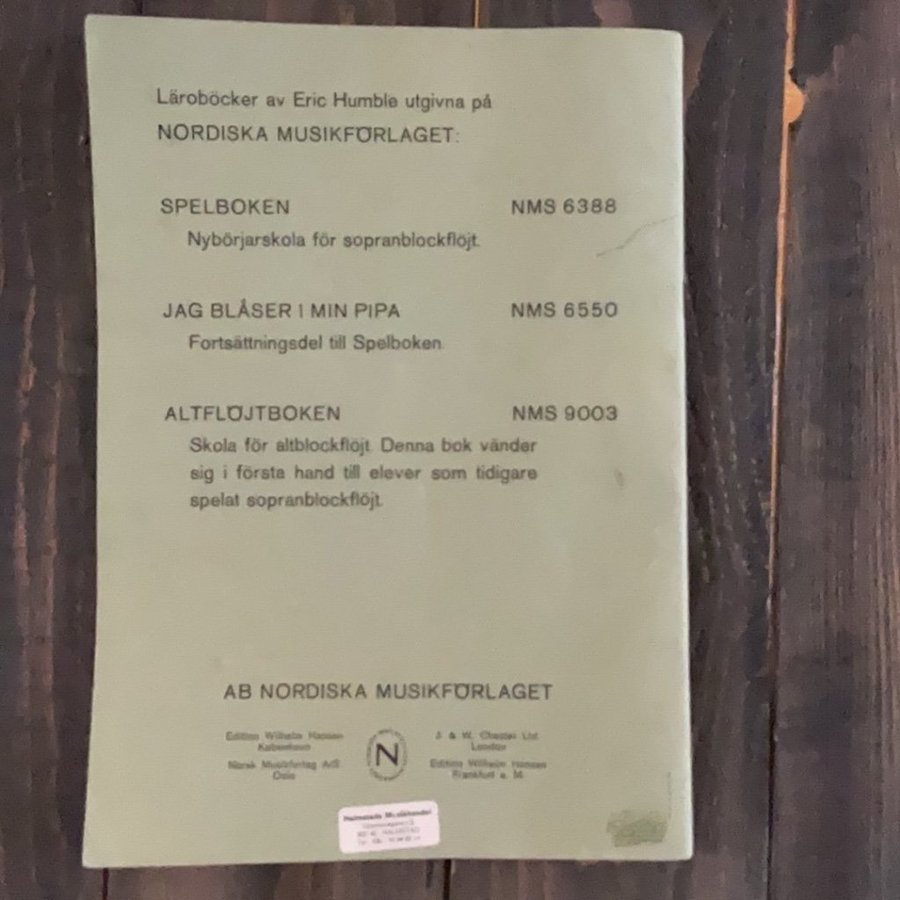 Läroböcker av Eric Humble utgivna på
NORDISKA MUSIKFÖRLAGET:
SPELBOKEN NMS 6388
Nybörjarskola för sopranblockflöjt.
JAG BLÅSER I MIN PIPA NMS 6550
Fortsättningsdel till Spelboken.
ALTFLÖJTBOKEN NMS 9003
Skola för altblockflöjt. Denna bok vänder
sig i första hand till elever som tidigare
spelat sopranblockflöjt.
AB NORDISKA MUSIKFÖRLAGET
Edition Wilhelm Hansen
København
Norsk Musikforlag A/S
Oslo
N
J. & W. Chester Ltd.
London
Edition Wilhelm Hansen
Frankfurt a. M.
Halmstads Musikhandel